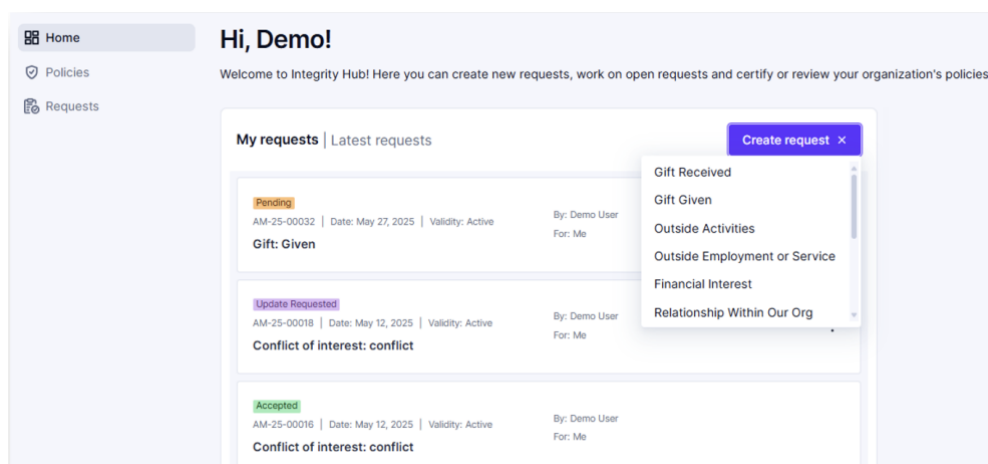 Home
Policies
Requests
Hi, Demo!
Welcome to Integrity Hub! Here you can create new requests, work on open requests and certify or review your organization's policies
My requests | Latest requests
Create request ×
Gift Received
Gift Given
Outside Activities
Outside Employment or Service
Financial Interest
Relationship Within Our Org
Pending
AM-25-00032 | Date: May 27, 2025 | Validity: Active
Gift: Given
By: Demo User
For: Me
Update Requested
AM-25-00018 | Date: May 12, 2025 | Validity: Active
Conflict of interest: conflict
By: Demo User
For: Me
Accepted
AM-25-00016 | Date: May 12, 2025 | Validity: Active
Conflict of interest: conflict
By: Demo User
For: Me